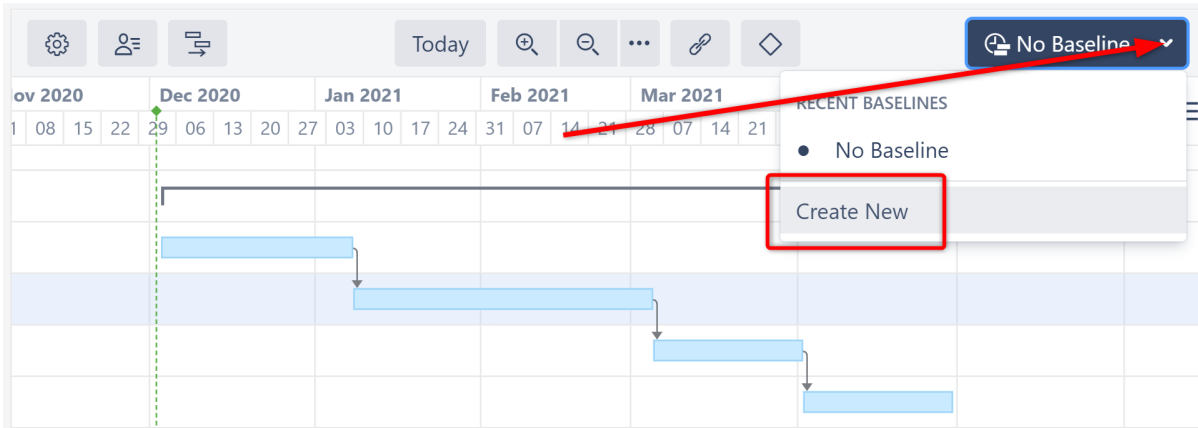 Today
No Baseline
ov 2020
Dec 2020
Jan 2021
Feb 2021
Mar 2021
1 08 15 22 29 06 13 20 27 03 10 17 24 31 07 14 21 28 07 14 21
RECENT BASELINES
No Baseline
Create New